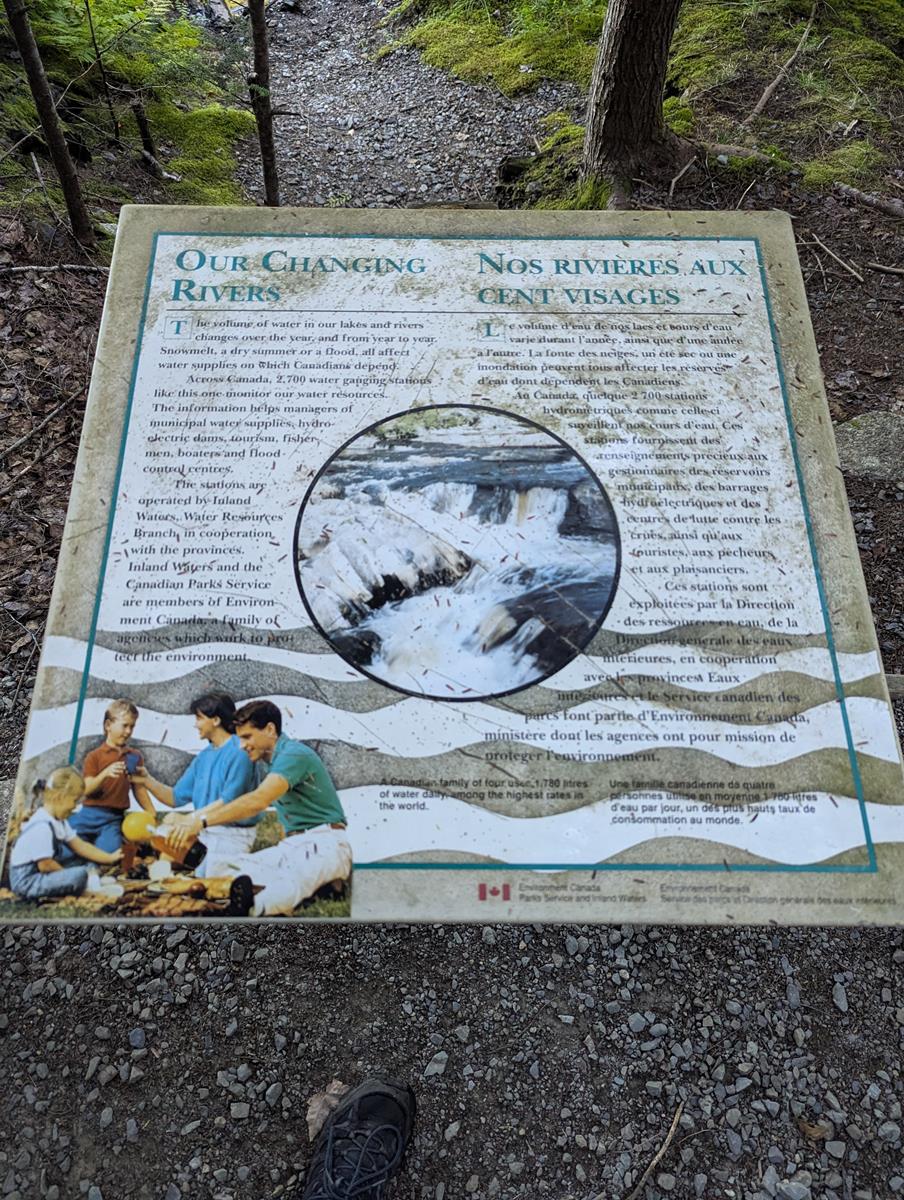 OUR CHANGING
RIVERS
The volume of water in our lakes and rivers
changes over the year, and from year to year.
Snowmelt, a dry summer or a flood, all affect
water supplies on which Canadians depend.
Across Canada, 2,700 water gauging stations
like this one monitor our water resources.
The information helps managers of
municipal water supplies, hydro-
electric dams, tourism, fisher-
men, boaters and flood
control centres.
The stations are
operated by Inland
Waters, Water Resources
Branch, in cooperation
with the provinces.
Inland Waters and the
Canadian Parks Service
are members of Environ-
ment Canada, a family of
agencies which work to pro-
tect the environment.
NOS RIVIÈRES AUX
CENT VISAGES
Le volume d'eau de nos lacs et cours d'eau
varie durant l'année, ainsi que d'une année
à l'autre. La fonte des neiges, un été sec ou une
inondation peuvent tous affecter les réserves
d'eau dont dépendent les Canadiens.
Au Canada, quelque 2 700 stations
hydrométriques comme celle-ci
surveillent nos cours d'eau. Ces
stations fournissent des
renseignements précieux aux
gestionnaires des réservoirs
municipaux, des barrages
hydroélectriques et des
centres de lutte contre les
crues, ainsi qu'aux
touristes, aux pêcheurs
et aux plaisanciers.
Ces stations sont
exploitées par la Direction
des ressources en eau, de la
Direction générale des eaux
intérieures, en coopération
avec les provinces. Eaux
intérieures et le Service canadien des
parcs font partie d'Environnement Canada,
ministère dont les agences ont pour mission de
protéger l'environnement.
A Canadian family of four uses 1,780 litres
of water daily, among the highest rates in
the world.
Une famille canadienne de quatre
personnes utilise en moyenne 1 780 litres
d'eau par jour, un des plus hauts taux de
consommation au monde.
Environment Canada
Parks Service and Inland Waters
Environnement Canada
Service des parcs et Direction générale des eaux intérieures